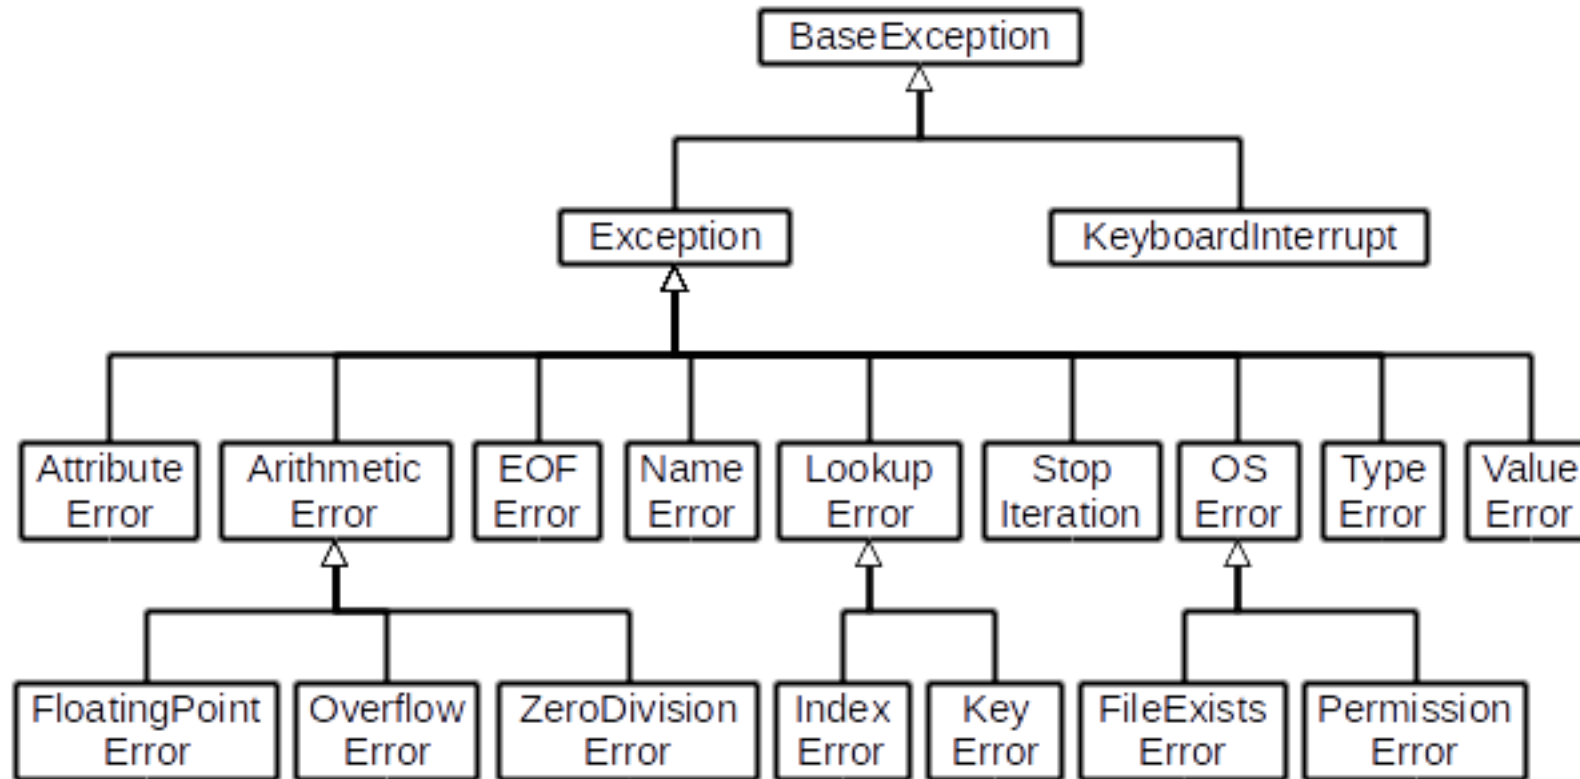 BaseException
Exception
KeyboardInterrupt
Attribute
Error
Arithmetic
Error
EOF
Error
Name
Error
Lookup
Error
Stop
Iteration
OS
Error
Type
Error
Value
Error
FloatingPoint
Error
Overflow
Error
ZeroDivision
Error
Index
Error
Key
Error
FileExists
Error
Permission
Error